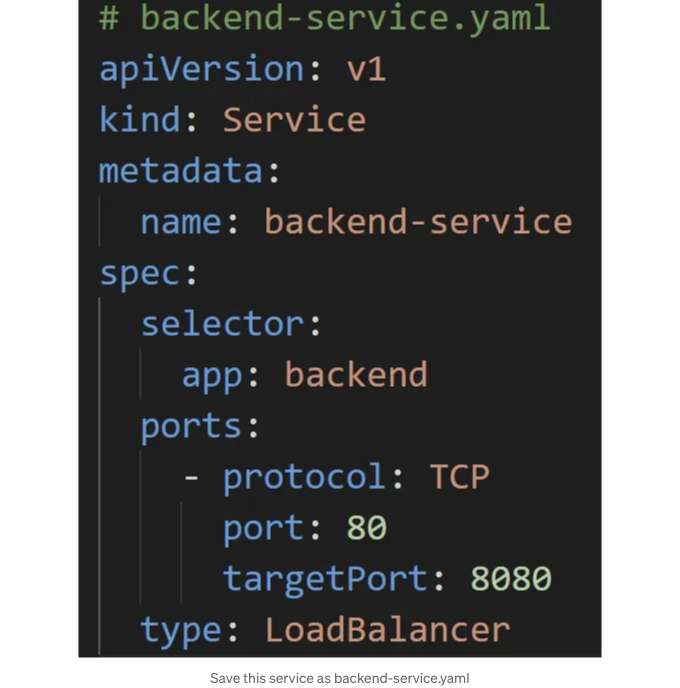 # backend-service.yaml
apiVersion: v1
kind: Service
metadata:
  name: backend-service
spec:
  selector:
    app: backend
  ports:
    - protocol: TCP
      port: 80
      targetPort: 8080
  type: LoadBalancer
Save this service as backend-service.yaml